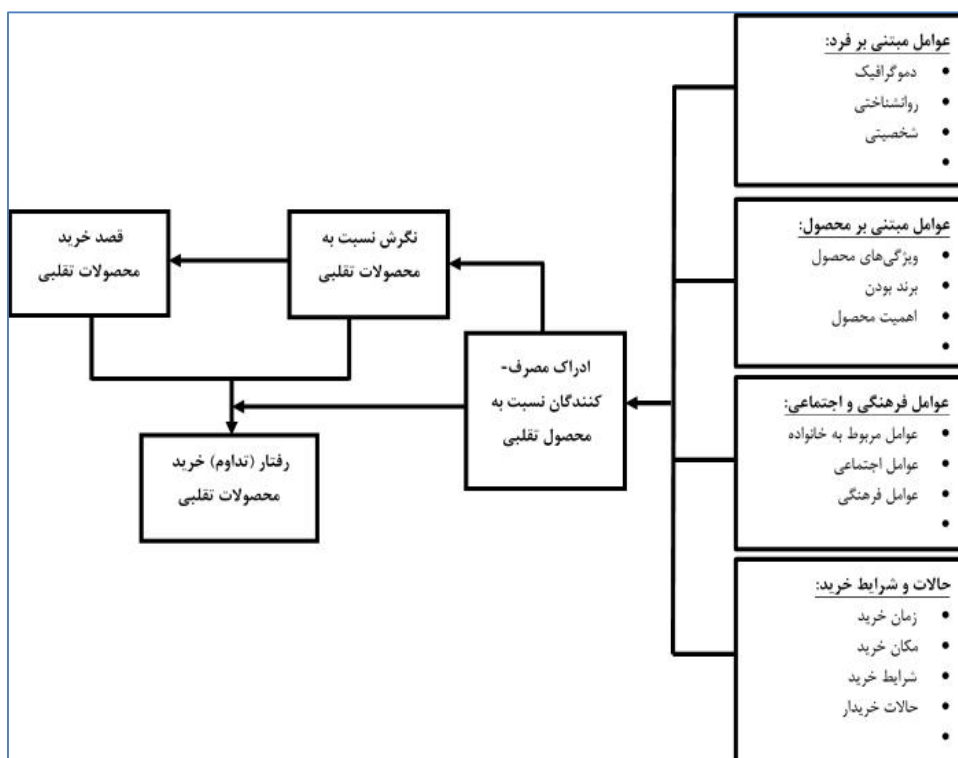 عوامل مبتنی بر فرد:
• دموگرافیک
• روانشناختی
• شخصیتی
•
عوامل مبتنی بر محصول:
• ویژگی‌های محصول
• برند بودن
• اهمیت محصول
•
عوامل فرهنگی و اجتماعی:
• عوامل مربوط به خانواده
• عوامل اجتماعی
• عوامل فرهنگی
•
حالات و شرایط خرید:
• زمان خرید
• مکان خرید
• شرایط خرید
• حالات خریدار
•
ادراک مصرف-
کنندگان نسبت به
محصول تقلبی
نگرش نسبت به
محصولات تقلبی
قصد خرید
محصولات تقلبی
رفتار (تداوم) خرید
محصولات تقلبی